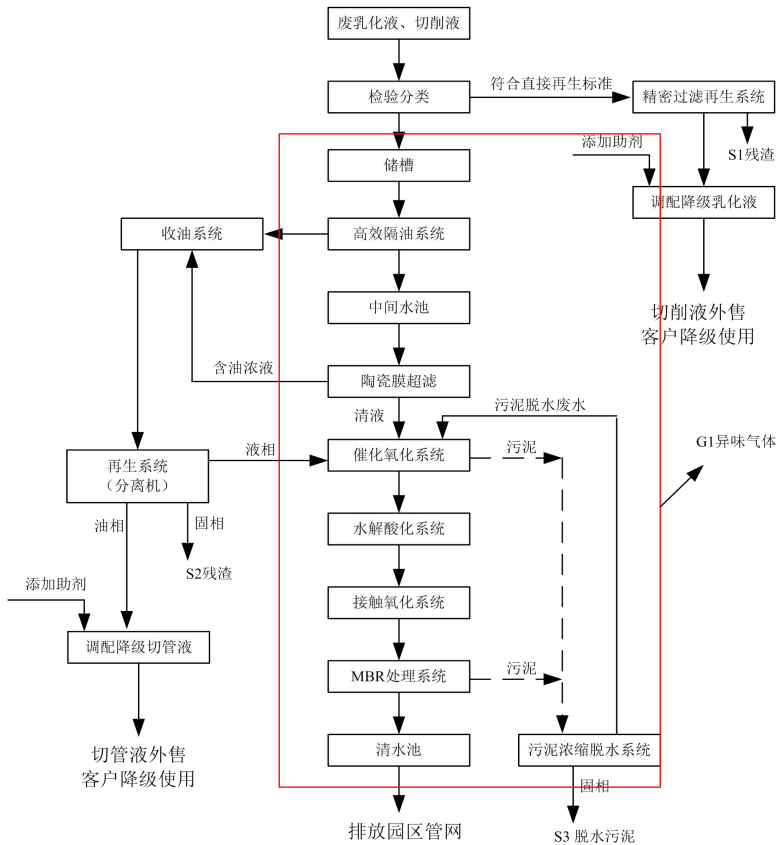 废乳化液、切削液
检验分类
符合直接再生标准
精密过滤再生系统
添加助剂
S1残渣
储槽
调配降级乳化液
收油系统
高效隔油系统
中间水池
切削液外售
客户降级使用
含油浓液
陶瓷膜超滤
清液
污泥脱水废水
再生系统
（分离机）
液相
催化氧化系统
污泥
G1异味气体
油相
固相
水解酸化系统
S2残渣
添加助剂
接触氧化系统
调配降级切管液
MBR处理系统
污泥
切管液外售
客户降级使用
清水池
污泥浓缩脱水系统
固相
排放园区管网
S3 脱水污泥